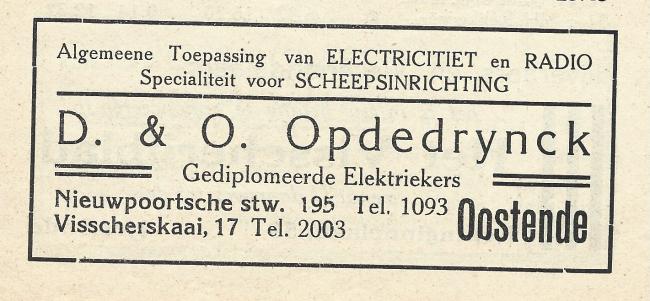 Algemeene Toepassing van ELECTRICITIET en RADIO
Specialiteit voor SCHEEPSINRICHTING
D. & O. Opdedrynck
Gediplomeerde Elektriekers
Nieuwpoortsche stw. 195 Tel. 1093
Visscherskaai, 17 Tel. 2003
Oostende